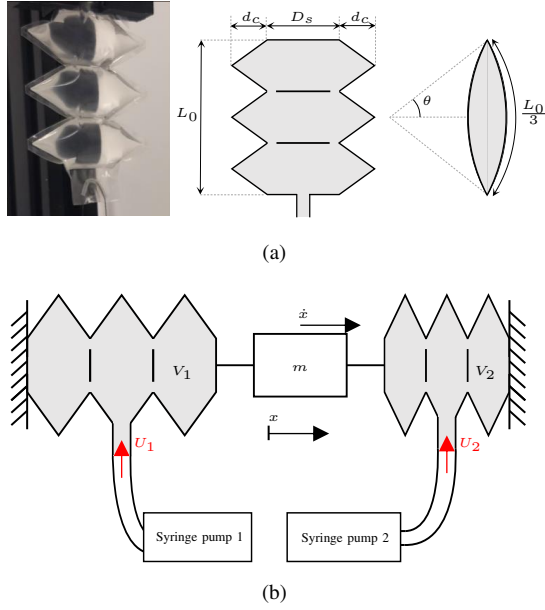 d_c D_s d_c
L_0
θ
L_0/3
(a)
ẋ
V_1
m
V_2
x
U_1
U_2
Syringe pump 1
Syringe pump 2
(b)